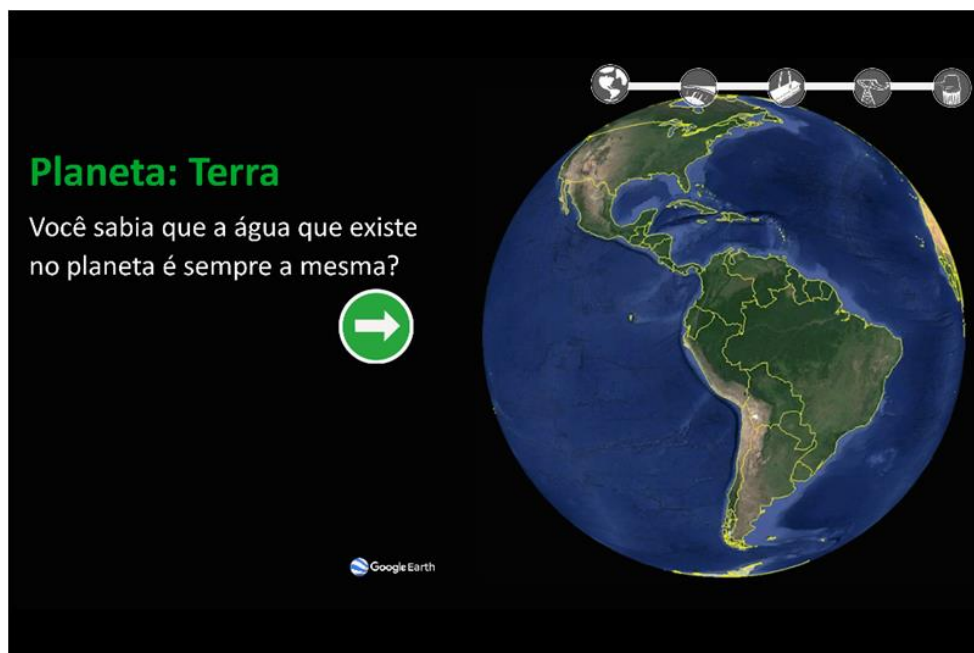 Planeta: Terra
Você sabia que a água que existe
no planeta é sempre a mesma?
Google Earth